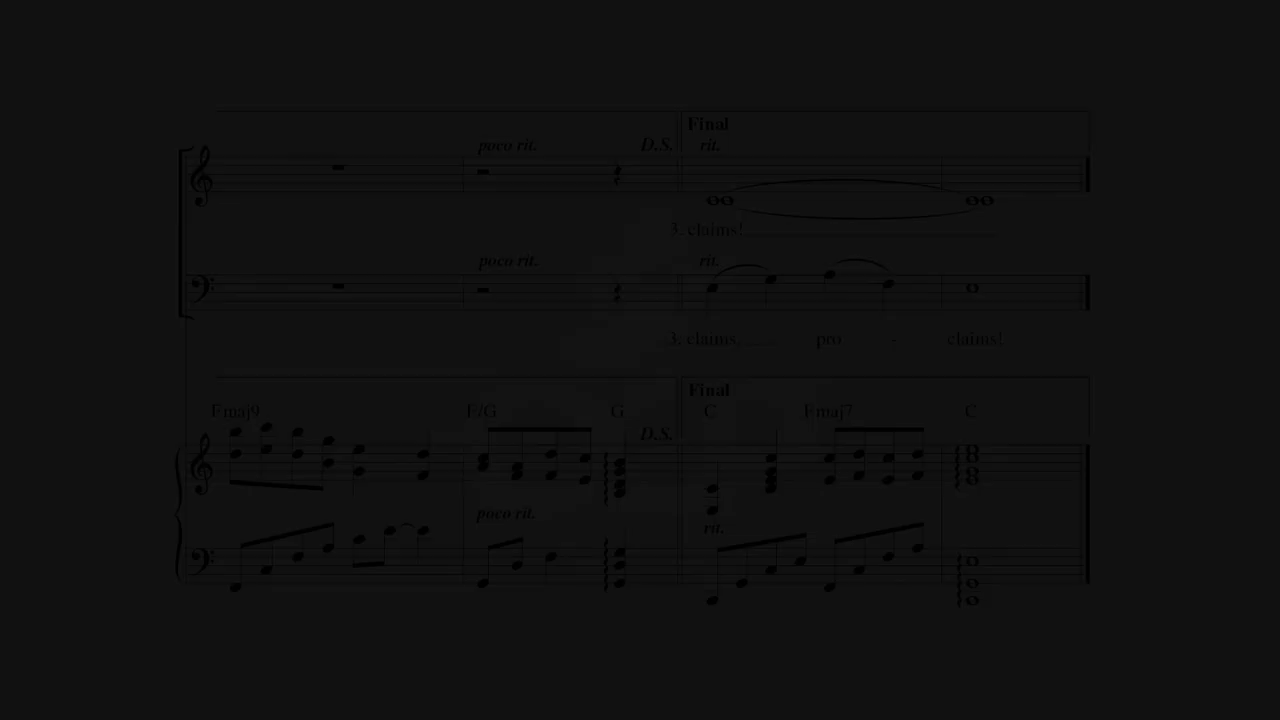 Final
poco rit. D.S. rit.
3. claims!
poco rit. rit.
3. claims, pro - claims!
Final
Fmaj9 F/G G C Fmaj7 C
D.S.
poco rit.
rit.